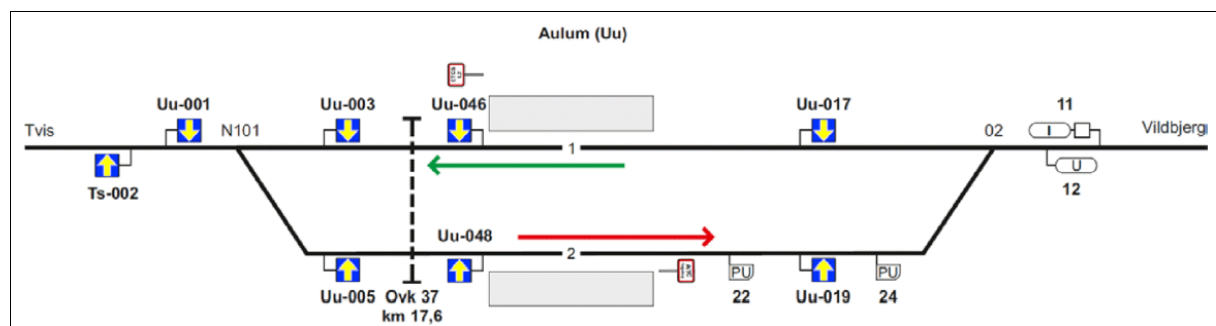 Aulum (Uu)
Uu-001
Uu-003
Uu-046
Uu-017
11
Tvis
N101
02
I
Vildbjerg
1
U
Ts-002
12
Uu-048
2
PU
PU
Uu-005
Ovk 37
22
Uu-019
24
km 17,6